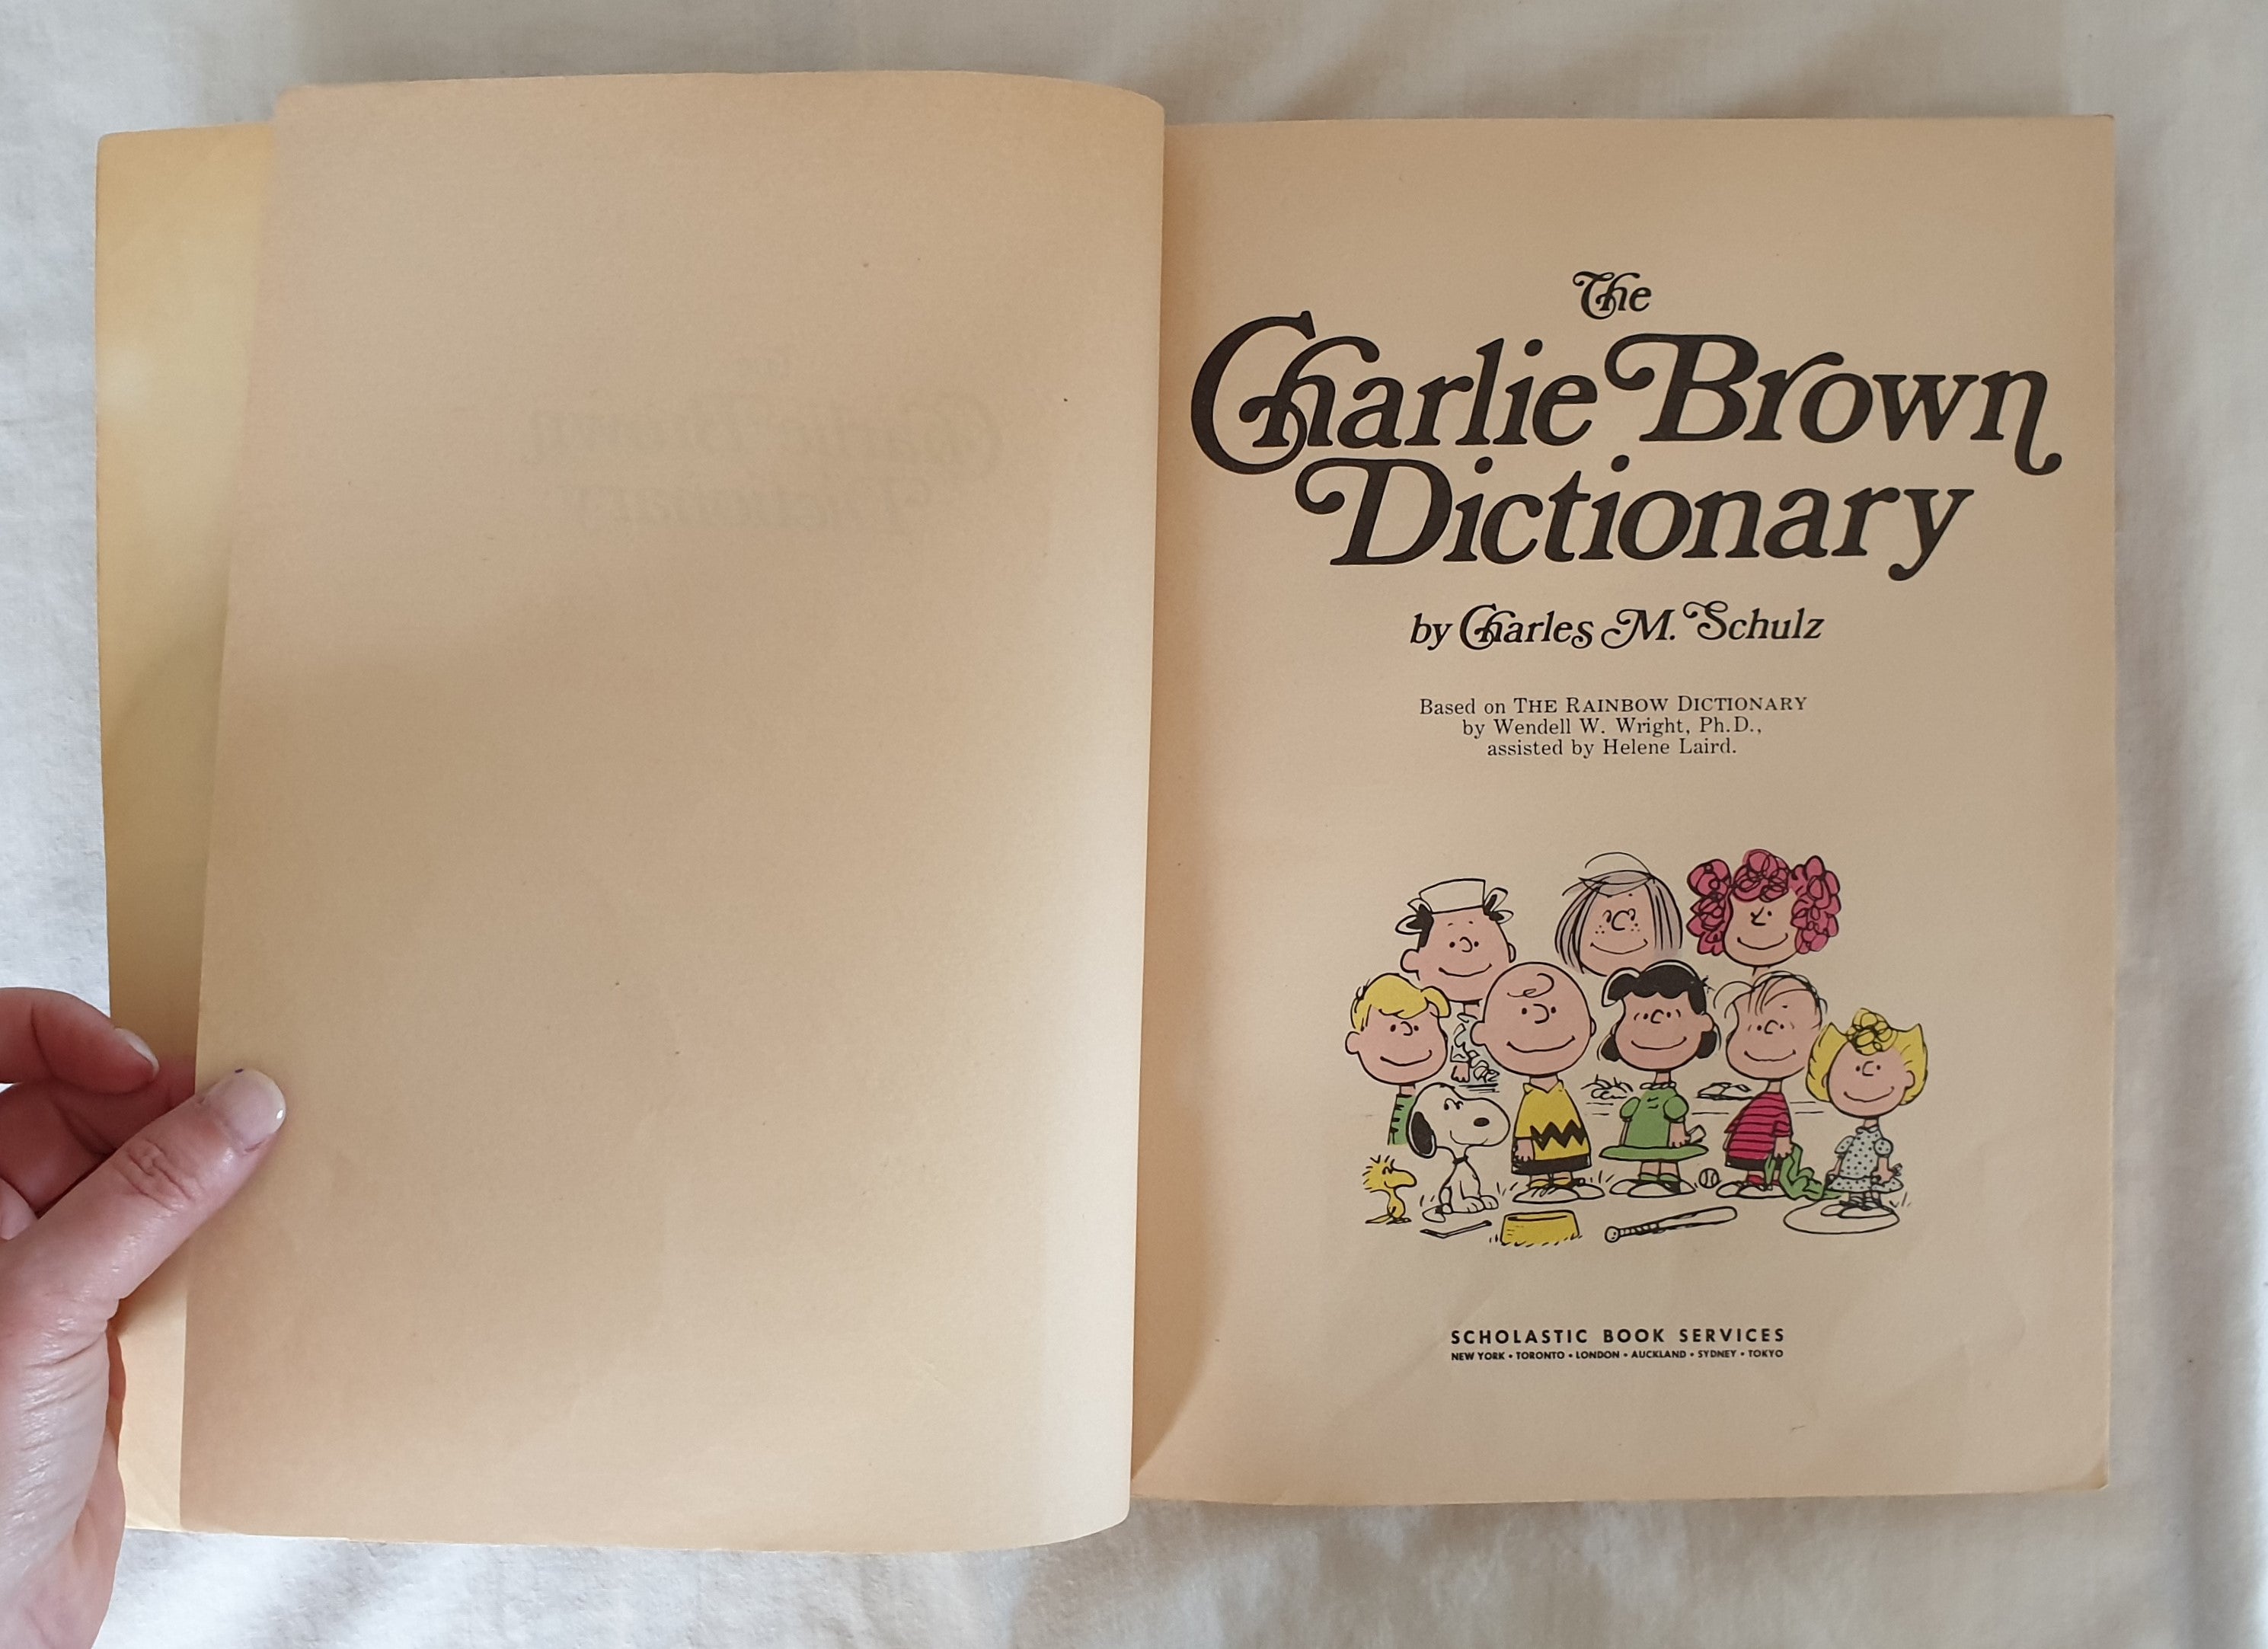 The
Charlie Brown
Dictionary
by Charles M. Schulz
Based on THE RAINBOW DICTIONARY
by Wendell W. Wright, Ph.D.,
assisted by Helene Laird.
SCHOLASTIC BOOK SERVICES
NEW YORK • TORONTO • LONDON • AUCKLAND • SYDNEY • TOKYO